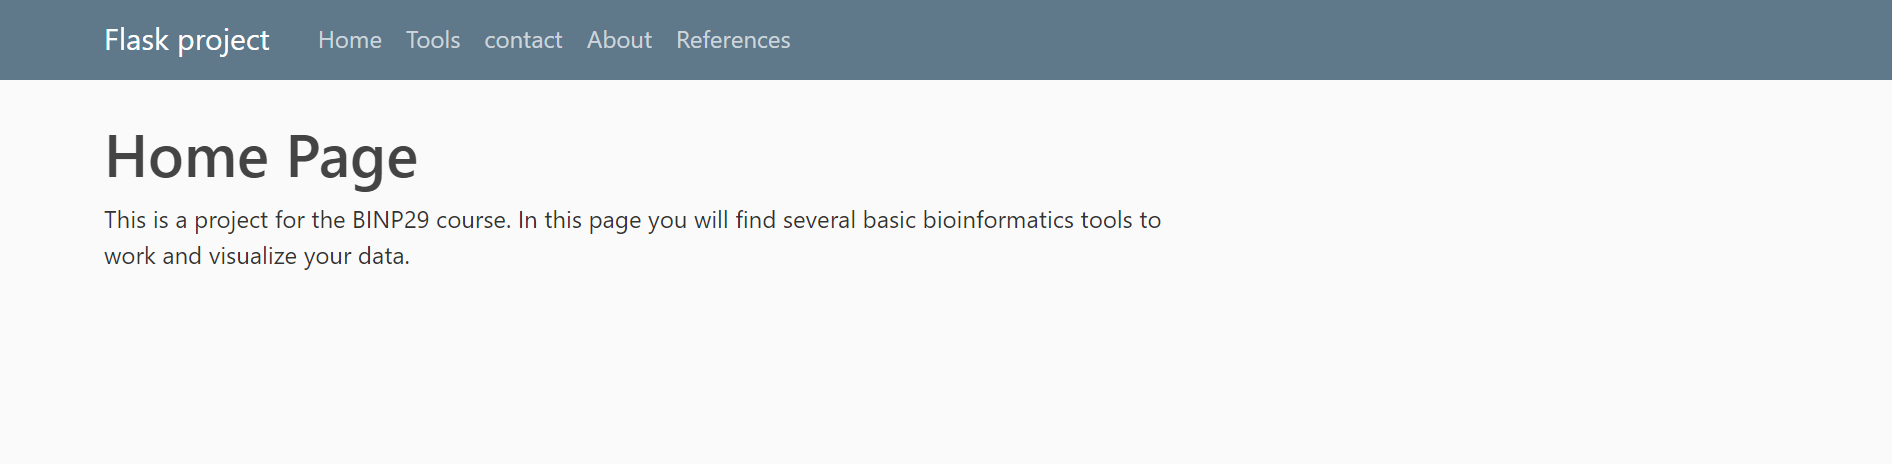 Flask project Home Tools contact About References
Home Page
This is a project for the BINP29 course. In this page you will find several basic bioinformatics tools to
work and visualize your data.